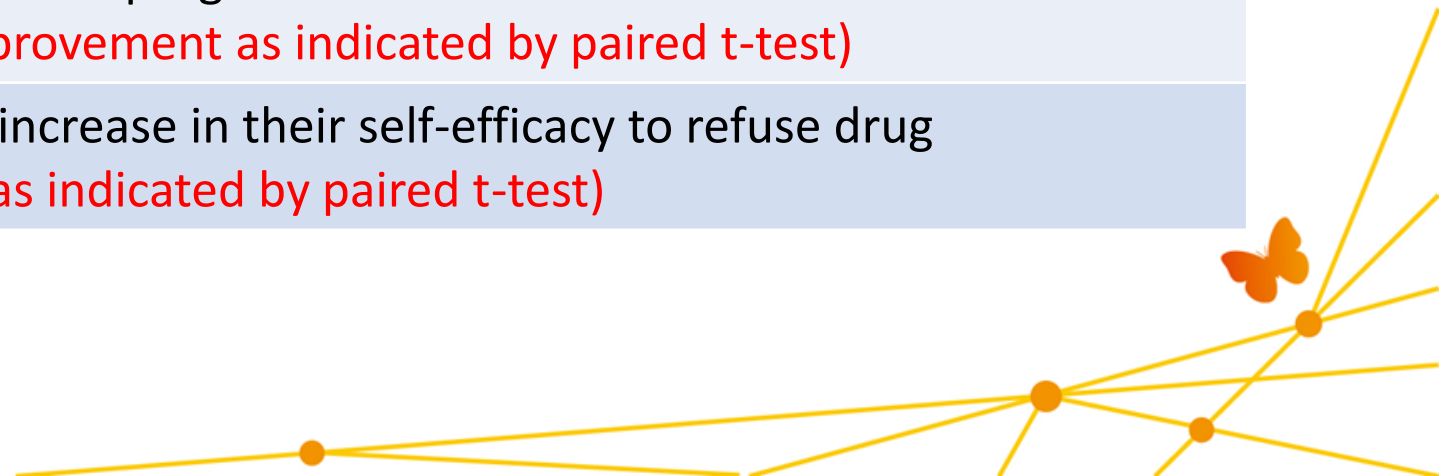 provement as indicated by paired t-test)
increase in their self-efficacy to refuse drug
as indicated by paired t-test)